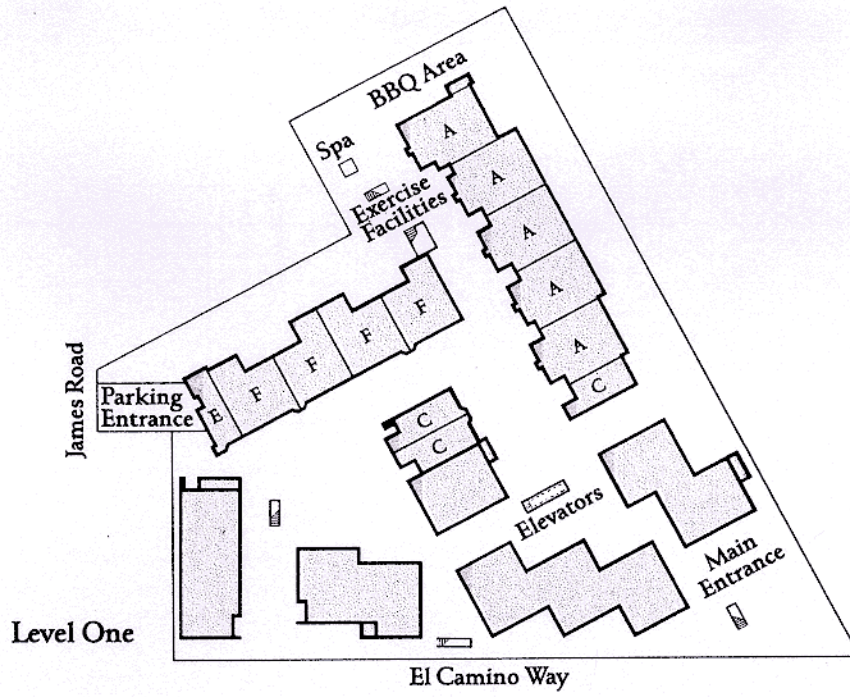 BBQ Area
A
Spa
A
Exercise
Facilities
A
A
F
F
A
F
C
F
E
James Road
Parking
Entrance
C
C
Elevators
Main
Entrance
Level One
El Camino Way